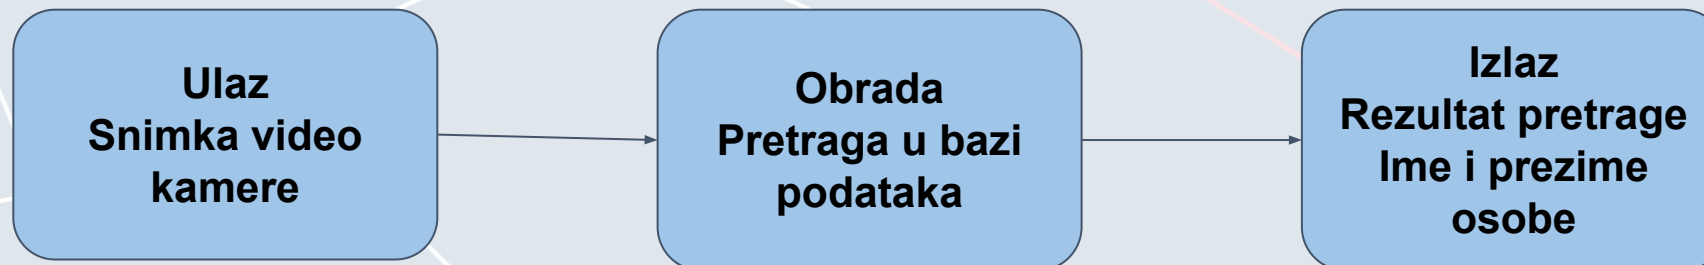 Ulaz
Snimka video
kamere
Obrada
Pretraga u bazi
podataka
Izlaz
Rezultat pretrage
Ime i prezime
osobe